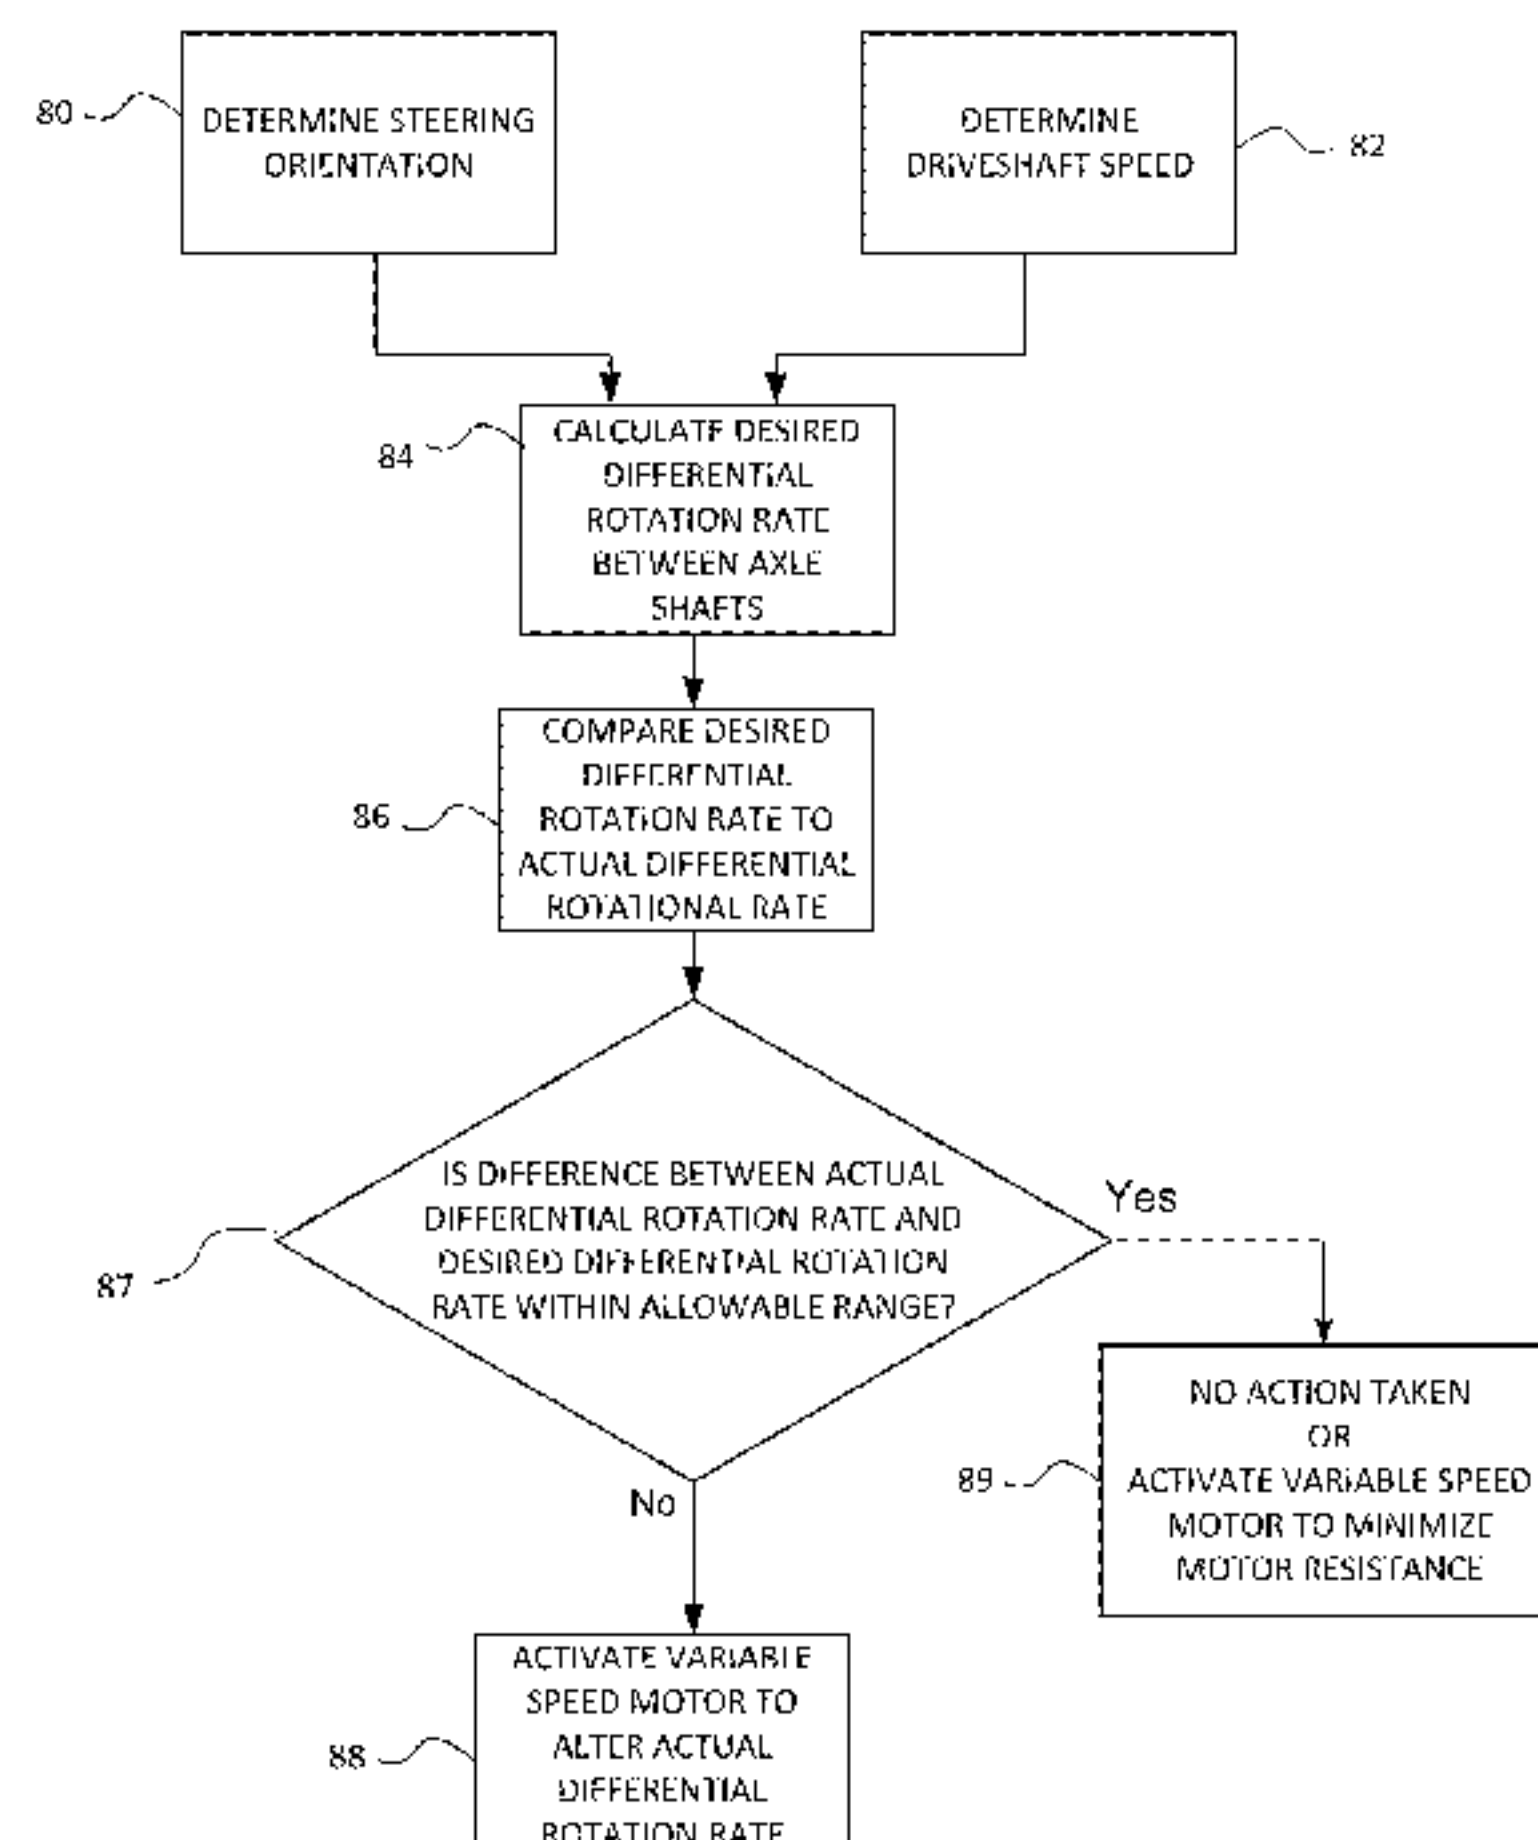 80
DETERMINE STEERING
ORIENTATION
DETERMINE
DRIVESHAFT SPEED
82
84
CALCULATE DESIRED
DIFFERENTIAL
ROTATION RATE
BETWEEN AXLE
SHAFTS
86
COMPARE DESIRED
DIFFERENTIAL
ROTATION RATE TO
ACTUAL DIFFERENTIAL
ROTATIONAL RATE
87
IS DIFFERENCE BETWEEN ACTUAL
DIFFERENTIAL ROTATION RATE AND
DESIRED DIFFERENTIAL ROTATION
RATE WITHIN ALLOWABLE RANGE?
Yes
No
89
NO ACTION TAKEN
OR
ACTIVATE VARIABLE SPEED
MOTOR TO MINIMIZE
MOTOR RESISTANCE
88
ACTIVATE VARIABLE
SPEED MOTOR TO
ALTER ACTUAL
DIFFERENTIAL
ROTATION RATE